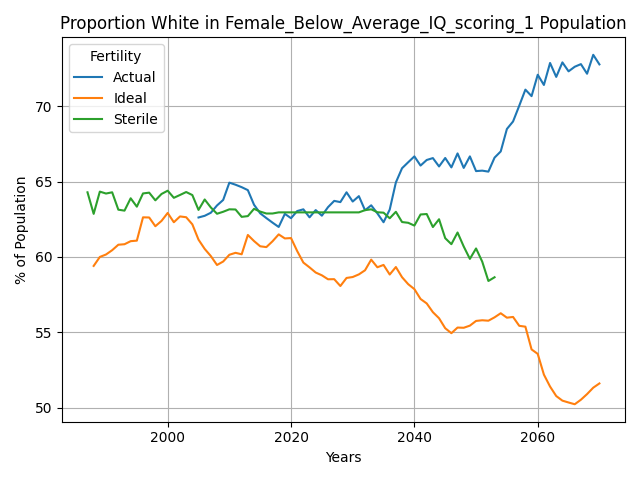 Proportion White in Female_Below_Average_IQ_scoring_1 Population
Fertility
Actual
Ideal
Sterile
% of Population
70
65
60
55
50
2000
2020
2040
2060
Years